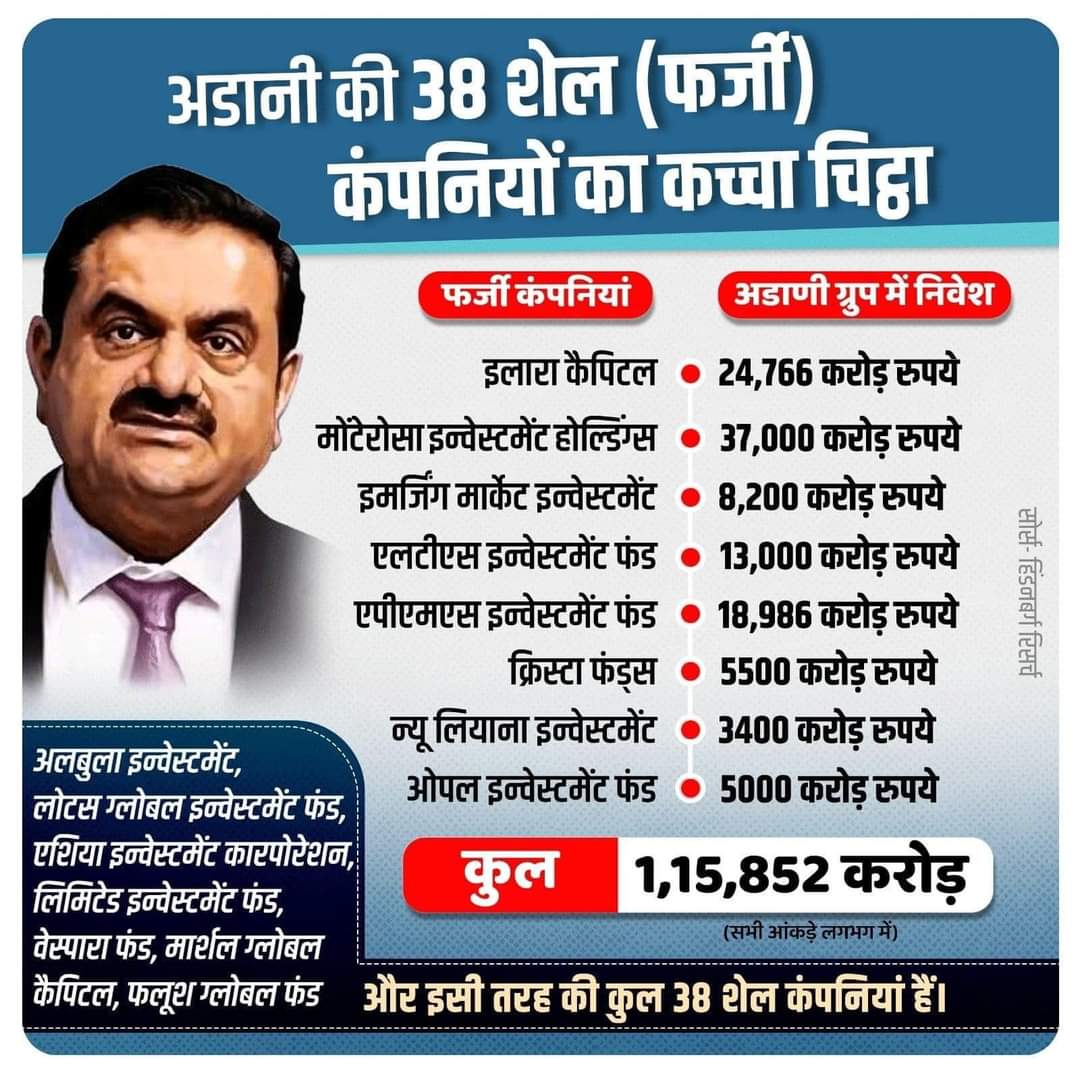 अडानी की 38 शेल (फर्जी)
कंपनियों का कच्चा चिट्ठा
फर्जी कंपनियां
अडाणी ग्रुप में निवेश
इलारा कैपिटल 24,766 करोड़ रुपये
मोंटेरोसा इन्वेस्टमेंट होल्डिंग्स 37,000 करोड़ रुपये
इमर्जिंग मार्केट इन्वेस्टमेंट 8,200 करोड़ रुपये
एलटीएस इन्वेस्टमेंट फंड 13,000 करोड़ रुपये
एपीएमएस इन्वेस्टमेंट फंड 18,986 करोड़ रुपये
क्रिस्टा फंड्स 5500 करोड़ रुपये
न्यू लियाना इन्वेस्टमेंट 3400 करोड़ रुपये
ओपल इन्वेस्टमेंट फंड 5000 करोड़ रुपये
कुल 1,15,852 करोड़
(सभी आंकड़े लगभग में)
सोर्स- हिंडनबर्ग रिसर्च
अलबुला इन्वेस्टमेंट,
लोटस ग्लोबल इन्वेस्टमेंट फंड,
एशिया इन्वेस्टमेंट कारपोरेशन,
लिमिटेड इन्वेस्टमेंट फंड,
वेस्पारा फंड, मार्शल ग्लोबल
कैपिटल, फलूश ग्लोबल फंड
और इसी तरह की कुल 38 शेल कंपनियां हैं।